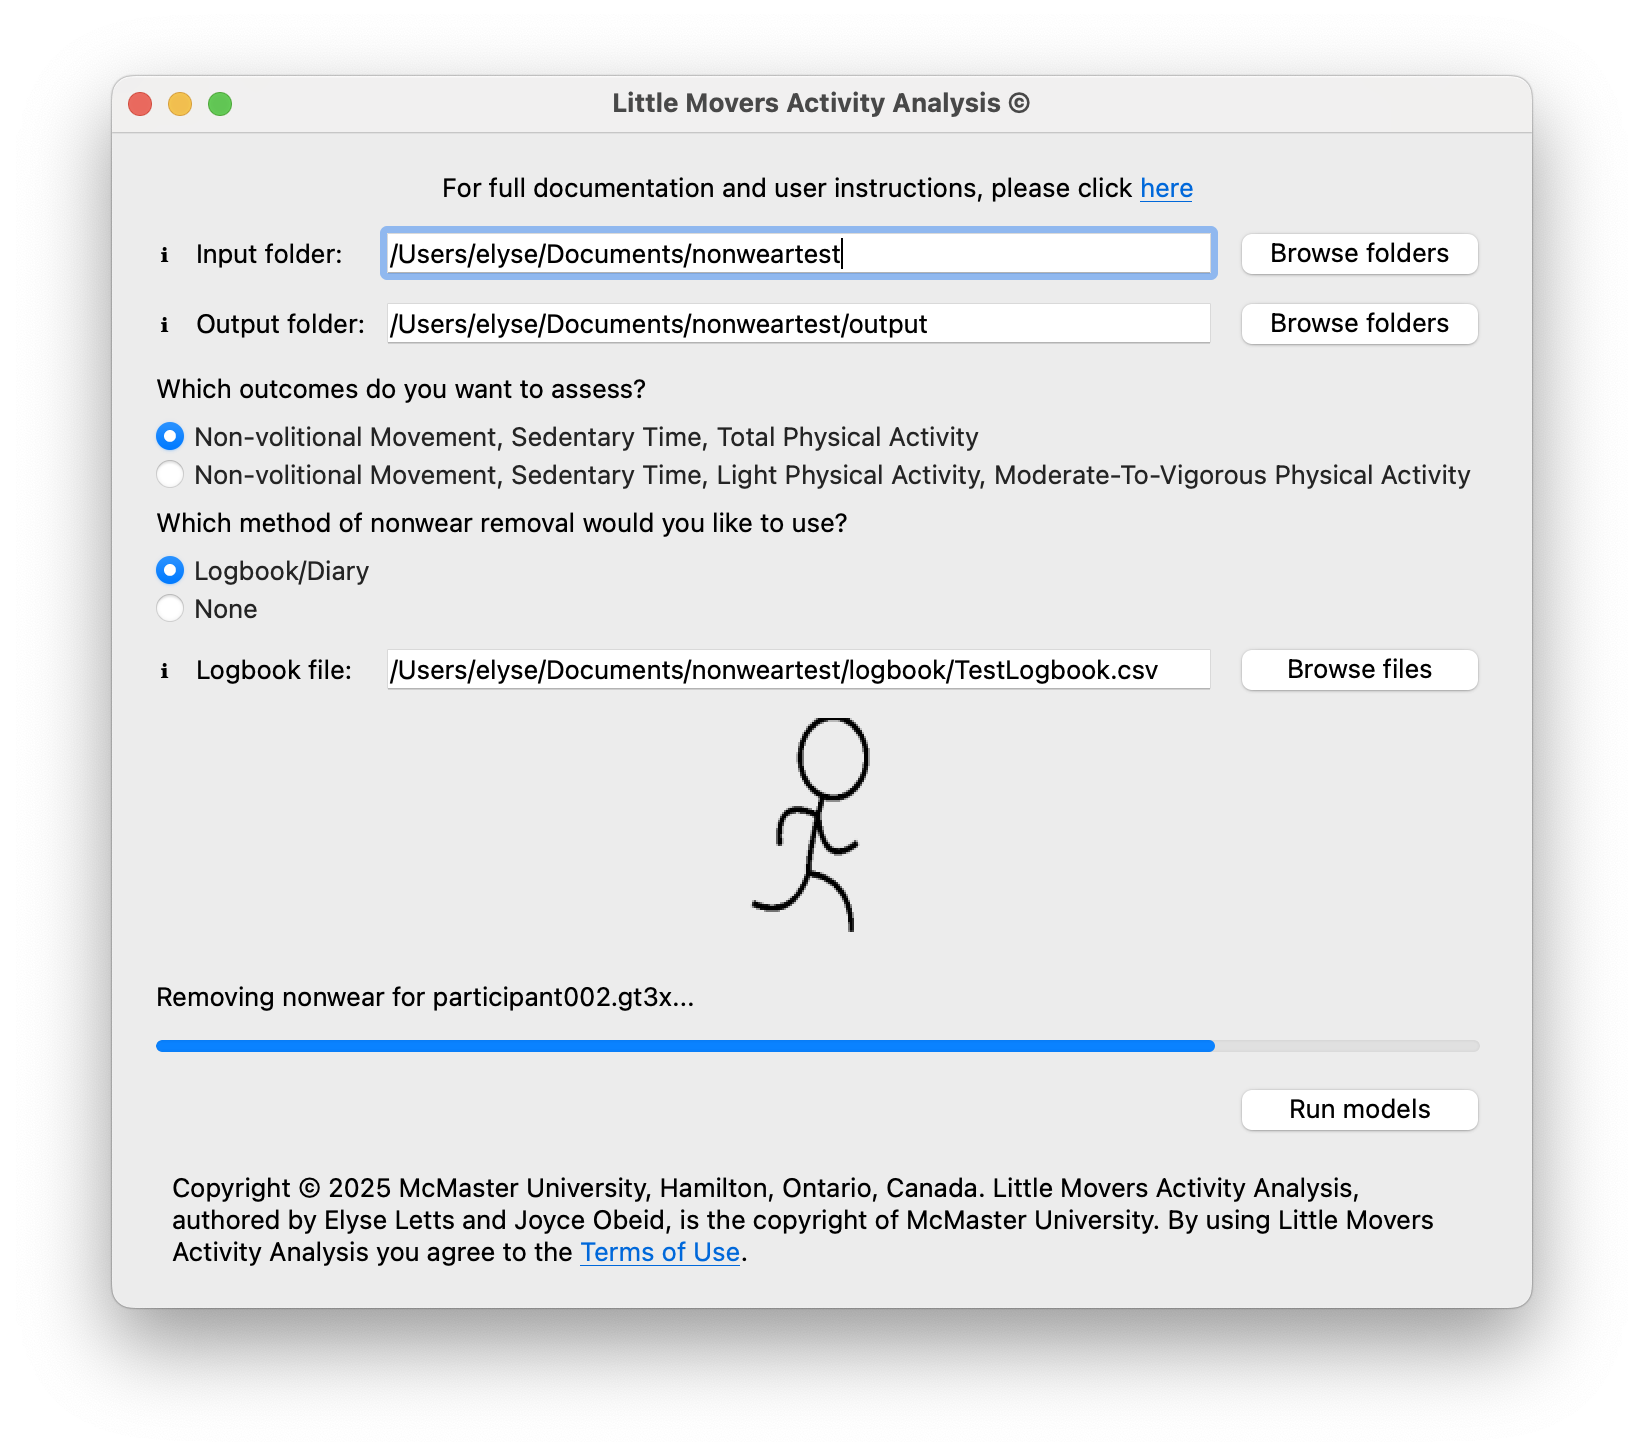 Little Movers Activity Analysis ©
For full documentation and user instructions, please click here
i Input folder: /Users/elyse/Documents/nonweartest Browse folders
i Output folder: /Users/elyse/Documents/nonweartest/output Browse folders
Which outcomes do you want to assess?
Non-volitional Movement, Sedentary Time, Total Physical Activity
Non-volitional Movement, Sedentary Time, Light Physical Activity, Moderate-To-Vigorous Physical Activity
Which method of nonwear removal would you like to use?
Logbook/Diary
None
i Logbook file: /Users/elyse/Documents/nonweartest/logbook/TestLogbook.csv Browse files
Removing nonwear for participant002.gt3x...
Run models
Copyright © 2025 McMaster University, Hamilton, Ontario, Canada. Little Movers Activity Analysis,
authored by Elyse Letts and Joyce Obeid, is the copyright of McMaster University. By using Little Movers
Activity Analysis you agree to the Terms of Use.